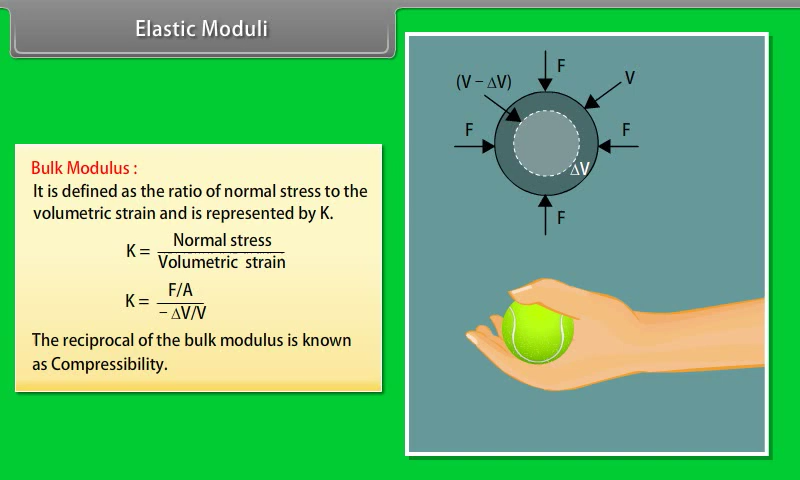 Elastic Moduli
Bulk Modulus :
It is defined as the ratio of normal stress to the
volumetric strain and is represented by K.
K = Normal stress
Volumetric strain
K = F/A
− ΔV/V
The reciprocal of the bulk modulus is known
as Compressibility.
F
(V − ΔV)
V
F
F
ΔV
F